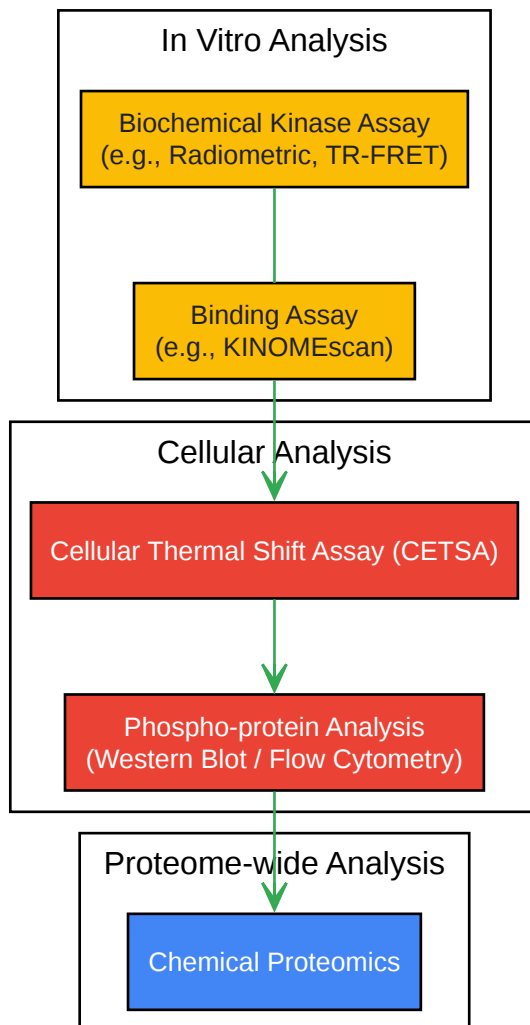 In Vitro Analysis
Biochemical Kinase Assay
(e.g., Radiometric, TR-FRET)
Binding Assay
(e.g., KINOMEscan)
Cellular Analysis
Cellular Thermal Shift Assay (CETSA)
Phospho-protein Analysis
(Western Blot / Flow Cytometry)
Proteome-wide Analysis
Chemical Proteomics